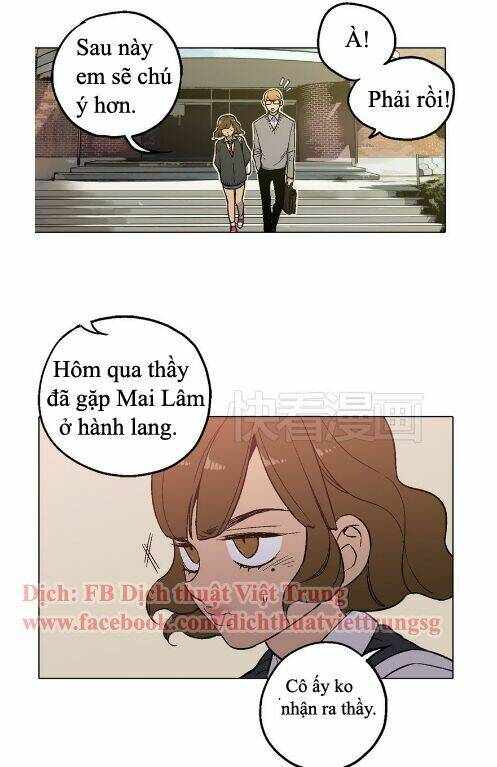 Sau này
em sẽ chú
ý hơn.
À!
Phải rồi!
Hôm qua thầy
đã gặp Mai Lâm
ở hành lang.
快看漫画
Dịch: FB Dịch thuật Việt Trung
www.facebook.com/dichthuatviettrungsg
Cô ấy ko
nhận ra thầy.